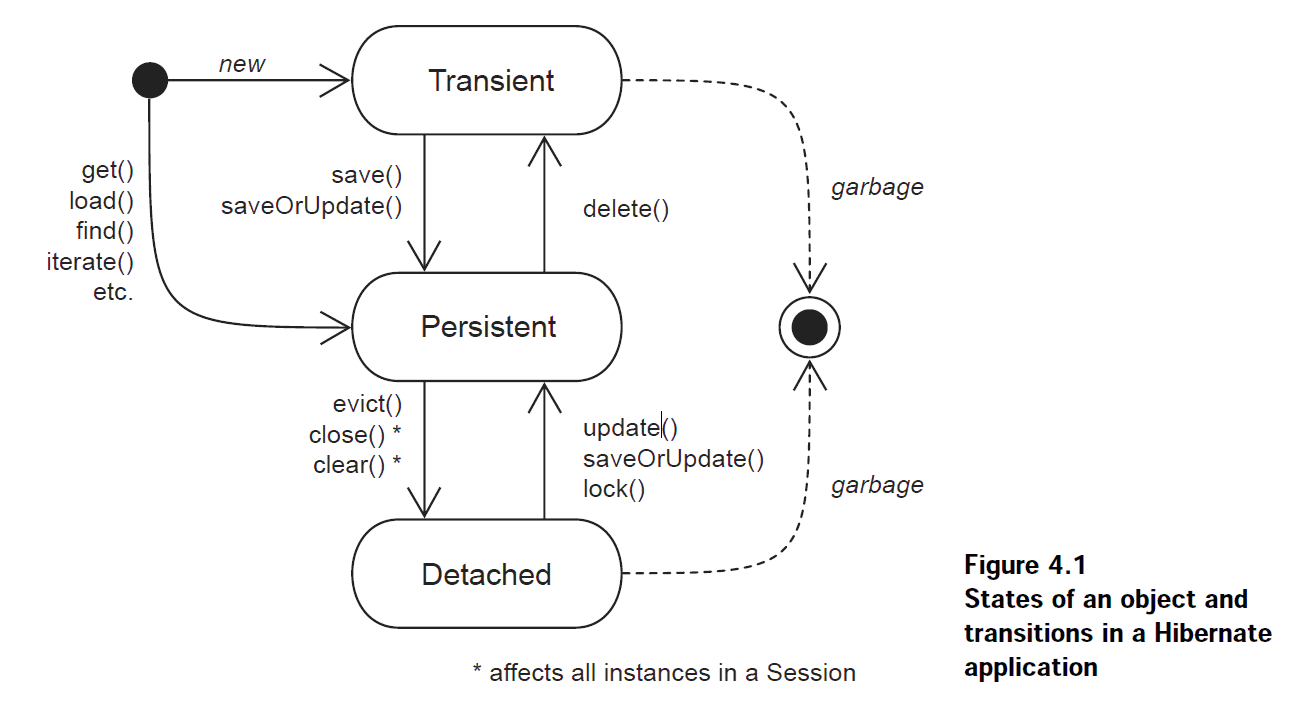 new
Transient
get()
load()
find()
iterate()
etc.
save()
saveOrUpdate()
delete()
garbage
Persistent
evict()
close() *
clear() *
update()
saveOrUpdate()
lock()
garbage
Detached
Figure 4.1
States of an object and
transitions in a Hibernate
application
* affects all instances in a Session